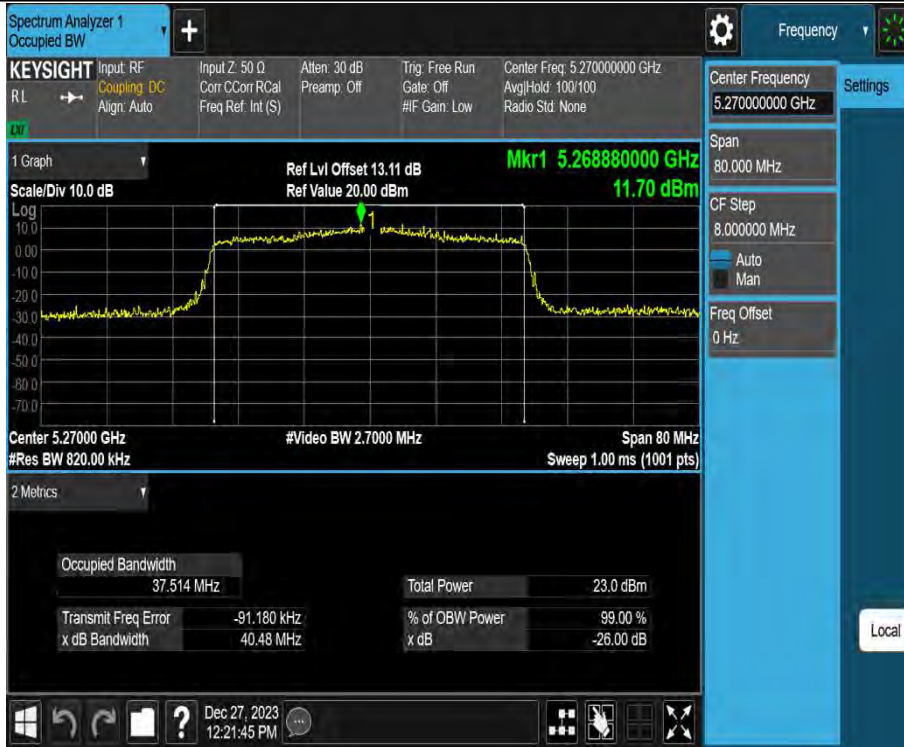 Spectrum Analyzer 1
Occupied BW
+
Frequency
KEYSIGHT
RL
LXI
Input: RF
Coupling: DC
Align: Auto
Input Z: 50 Ω
Corr CCorr RCal
Freq Ref: Int (S)
Atten: 30 dB
Preamp: Off
Trig: Free Run
Gate: Off
#IF Gain: Low
Center Freq: 5.270000000 GHz
Avg|Hold: 100/100
Radio Std: None
Center Frequency
5.270000000 GHz
Settings
Span
80.000 MHz
CF Step
8.000000 MHz
Auto
Man
Freq Offset
0 Hz
1 Graph
Scale/Div 10.0 dB
Ref Lvl Offset 13.11 dB
Ref Value 20.00 dBm
Mkr1 5.268880000 GHz
11.70 dBm
Log
10.0
0.00
-10.0
-20.0
-30.0
-40.0
-50.0
-60.0
-70.0
1
Center 5.27000 GHz
#Res BW 820.00 kHz
#Video BW 2.7000 MHz
Span 80 MHz
Sweep 1.00 ms (1001 pts)
2 Metrics
Occupied Bandwidth
37.514 MHz
Total Power 23.0 dBm
Transmit Freq Error -91.180 kHz
% of OBW Power 99.00 %
x dB Bandwidth 40.48 MHz
x dB -26.00 dB
Local
?
Dec 27, 2023
12:21:45 PM